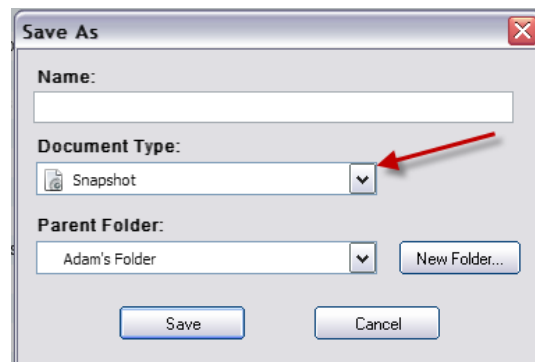 Save As
Name:
Document Type:
Snapshot
Parent Folder:
Adam's Folder
New Folder...
Save
Cancel